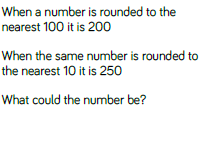 When a number is rounded to the
nearest 100 it is 200
When the same number is rounded to
the nearest 10 it is 250
What could the number be?